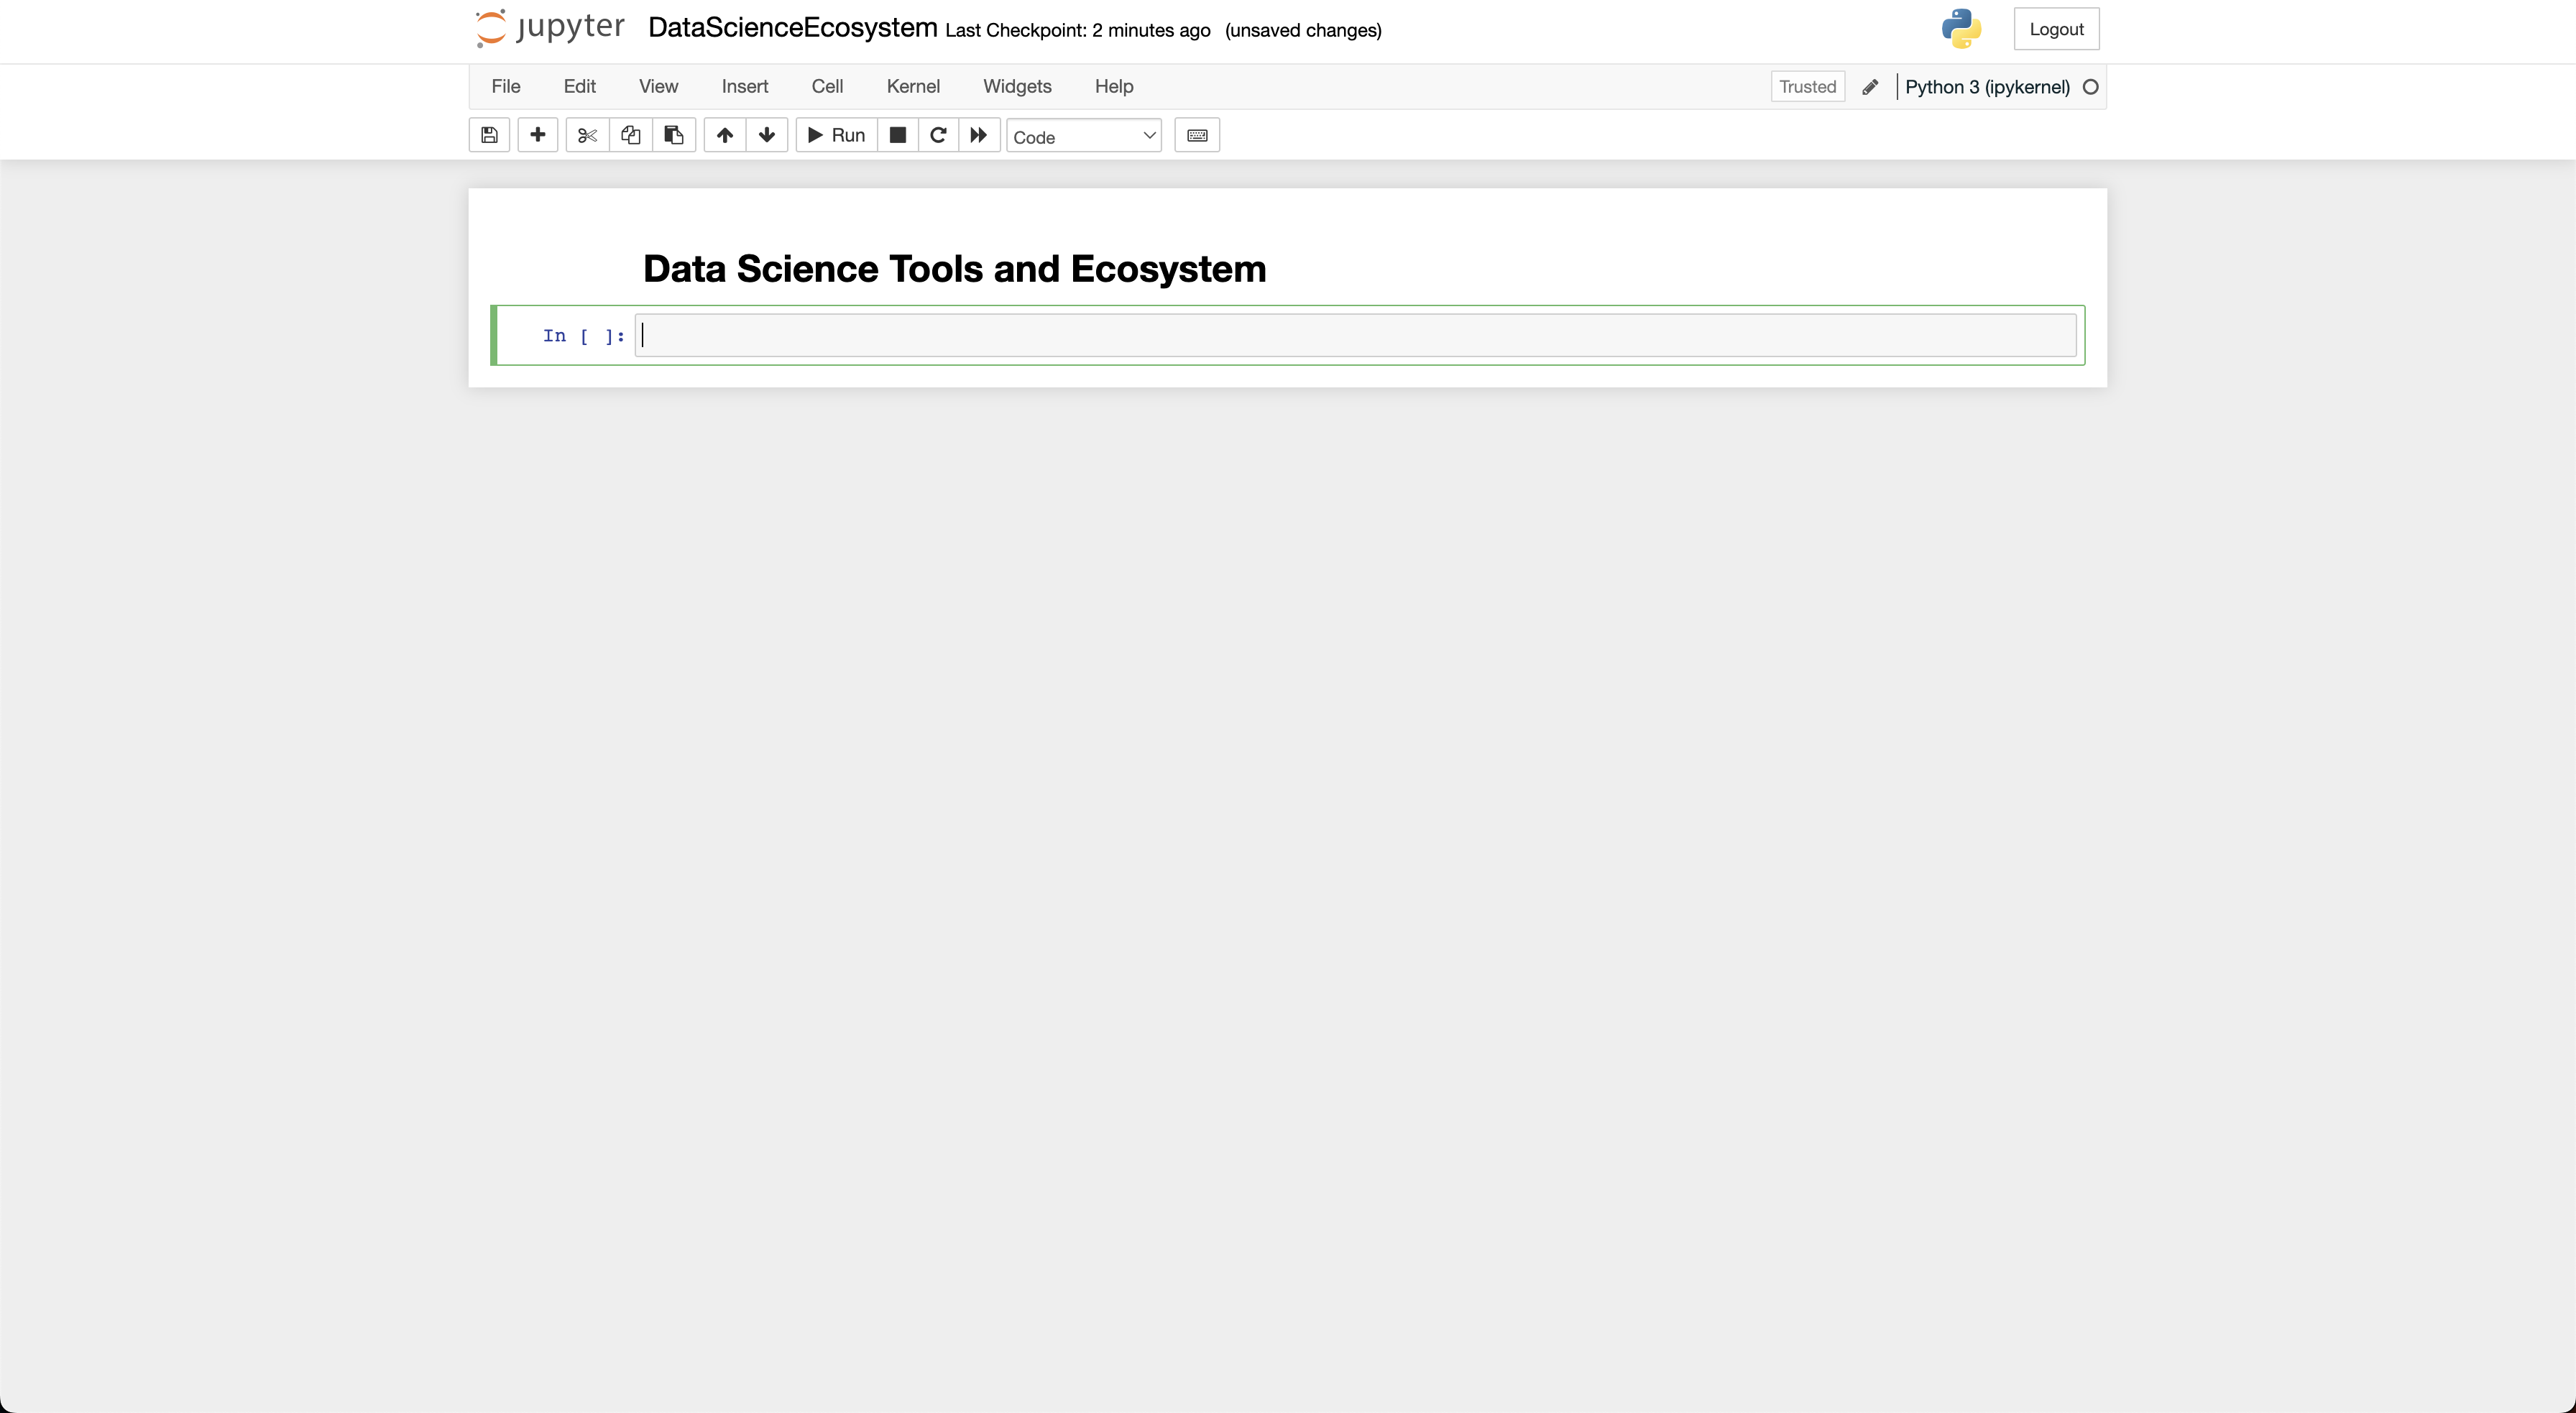 jupyter DataScienceEcosystem Last Checkpoint: 2 minutes ago (unsaved changes) Logout
File Edit View Insert Cell Kernel Widgets Help Trusted Python 3 (ipykernel)
Run Code
Data Science Tools and Ecosystem
In [ ]: